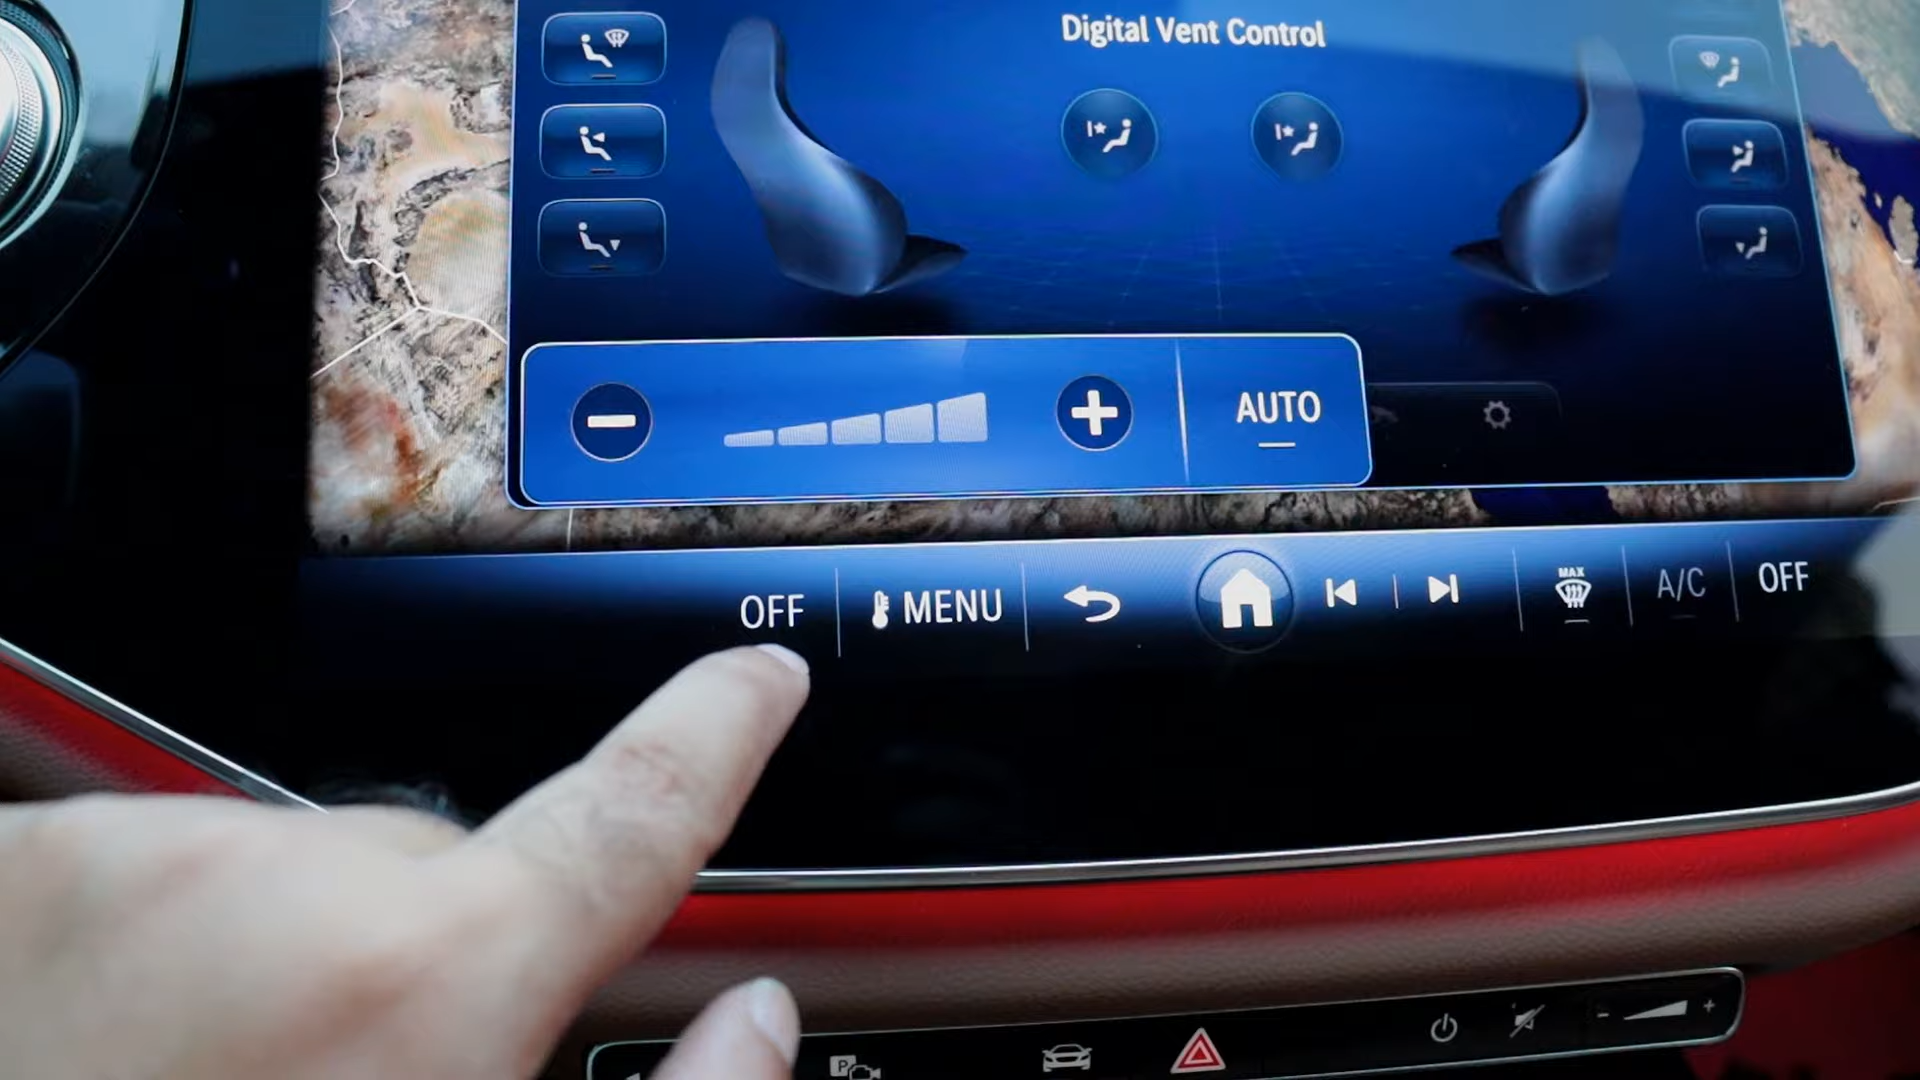 Digital Vent Control
AUTO
OFF
MENU
MAX
A/C
OFF
P